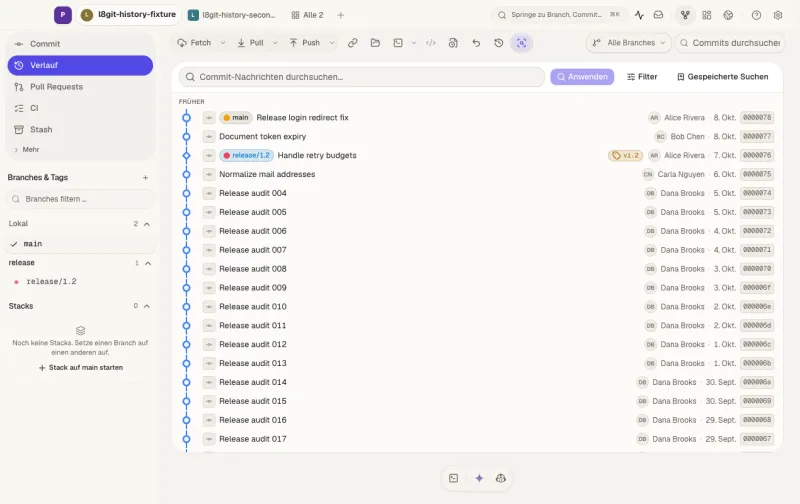 P
L l8git-history-fixture
L l8git-history-secon...
Alle 2
Springe zu Branch, Commit... ⌘K
Commit
Verlauf
Pull Requests
CI
Stash
Mehr
Fetch
Pull
Push
Alle Branches
Commits durchsuchen
Commit-Nachrichten durchsuchen...
Anwenden
Filter
Gespeicherte Suchen
Branches & Tags
Branches filtern ...
Lokal 2
main
release 1
release/1.2
Stacks 0
Noch keine Stacks. Setze einen Branch auf
einen anderen auf.
Stack auf main starten
FRÜHER
main Release login redirect fix AR Alice Rivera · 8. Okt. 0000078
Document token expiry BC Bob Chen · 8. Okt. 0000077
release/1.2 Handle retry budgets v1.2 AR Alice Rivera · 7. Okt. 0000076
Normalize mail addresses CN Carla Nguyen · 6. Okt. 0000075
Release audit 004 DB Dana Brooks · 5. Okt. 0000074
Release audit 005 DB Dana Brooks · 5. Okt. 0000073
Release audit 006 DB Dana Brooks · 4. Okt. 0000072
Release audit 007 DB Dana Brooks · 4. Okt. 0000071
Release audit 008 DB Dana Brooks · 3. Okt. 0000070
Release audit 009 DB Dana Brooks · 3. Okt. 000006f
Release audit 010 DB Dana Brooks · 2. Okt. 000006e
Release audit 011 DB Dana Brooks · 2. Okt. 000006d
Release audit 012 DB Dana Brooks · 1. Okt. 000006c
Release audit 013 DB Dana Brooks · 1. Okt. 000006b
Release audit 014 DB Dana Brooks · 30. Sept. 000006a
Release audit 015 DB Dana Brooks · 30. Sept. 0000069
Release audit 016 DB Dana Brooks · 29. Sept. 0000068
Release audit 017 DB Dana Brooks · 29. Sept. 0000067